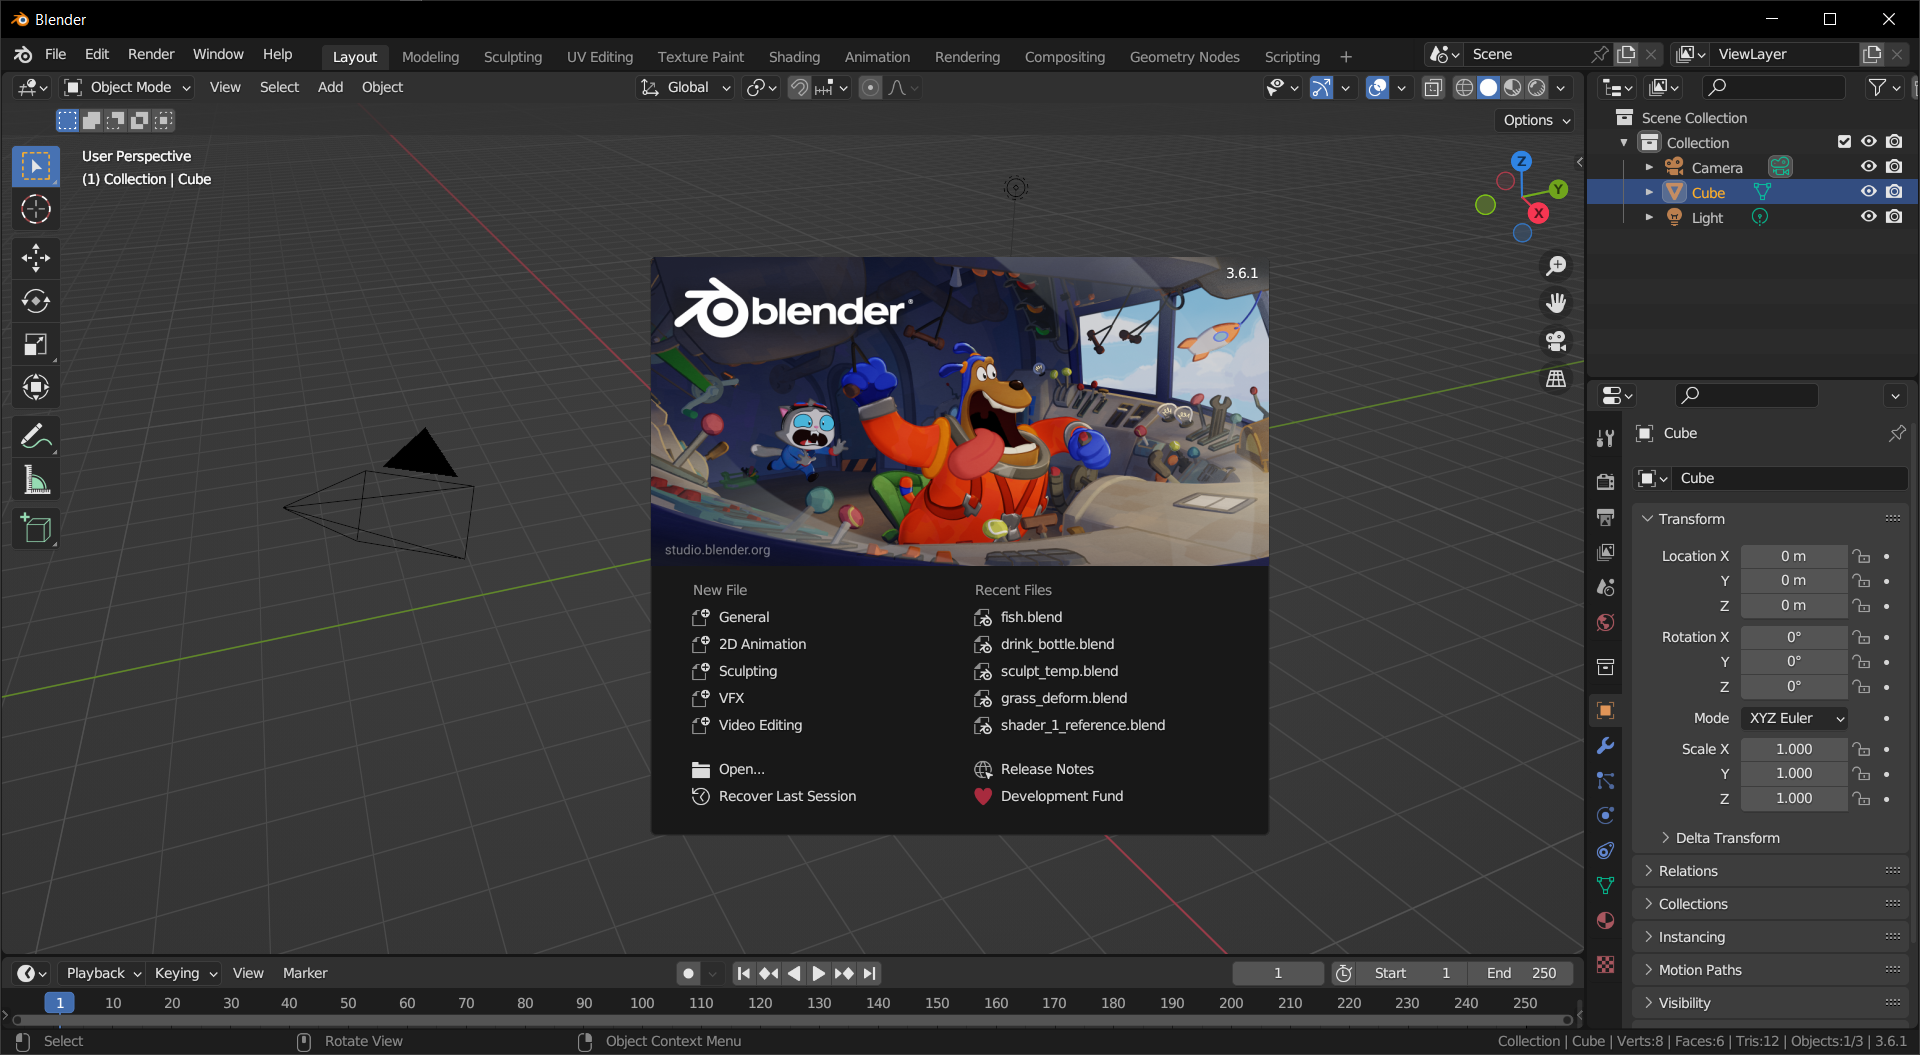 Blender
File Edit Render Window Help Layout Modeling Sculpting UV Editing Texture Paint Shading Animation Rendering Compositing Geometry Nodes Scripting + Scene ViewLayer
Object Mode View Select Add Object Global
Options
User Perspective
(1) Collection | Cube
Z
Y
X
Scene Collection
Collection
Camera
Cube
Light
3.6.1
blender
studio.blender.org
New File
General
2D Animation
Sculpting
VFX
Video Editing
Open...
Recover Last Session
Recent Files
fish.blend
drink_bottle.blend
sculpt_temp.blend
grass_deform.blend
shader_1_reference.blend
Release Notes
Development Fund
Cube
Cube
Transform
Location X 0 m
Y 0 m
Z 0 m
Rotation X 0°
Y 0°
Z 0°
Mode XYZ Euler
Scale X 1.000
Y 1.000
Z 1.000
Delta Transform
Relations
Collections
Instancing
Motion Paths
Visibility
Playback Keying View Marker 1 Start 1 End 250
1 10 20 30 40 50 60 70 80 90 100 110 120 130 140 150 160 170 180 190 200 210 220 230 240 250
Select Rotate View Object Context Menu Collection | Cube | Verts:8 | Faces:6 | Tris:12 | Objects:1/3 | 3.6.1